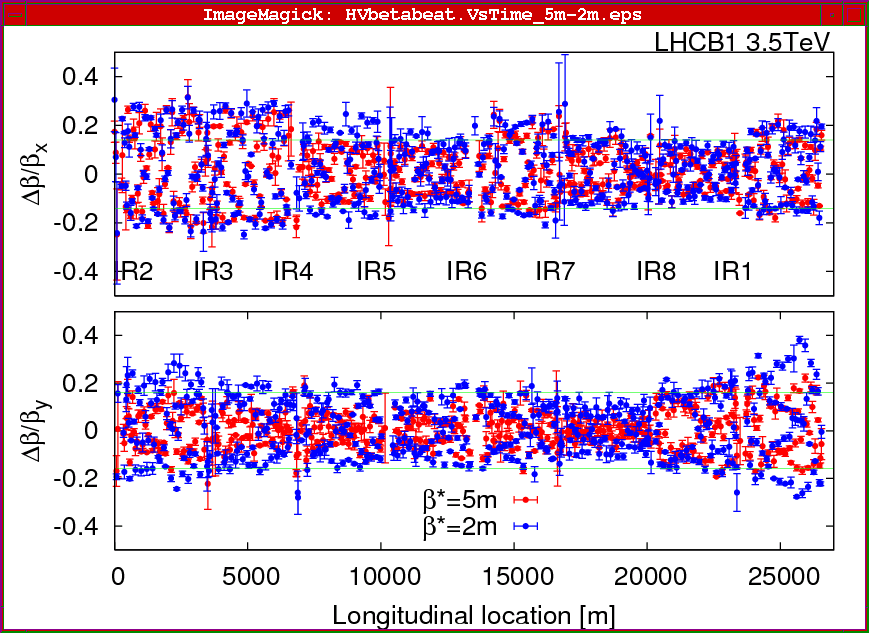 ImageMagick: HVbetabeat.VsTime_5m-2m.eps
LHCB1 3.5TeV
Δβ/βx
0.4
0.2
0
-0.2
-0.4
IR2 IR3 IR4 IR5 IR6 IR7 IR8 IR1
Δβ/βy
0.4
0.2
0
-0.2
-0.4
β*=5m
β*=2m
0 5000 10000 15000 20000 25000
Longitudinal location [m]